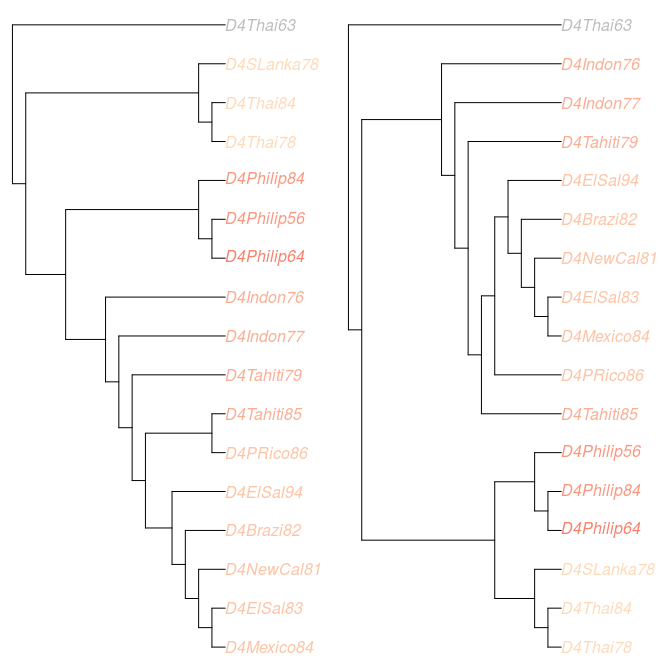 D4Thai63
D4SLanka78
D4Thai84
D4Thai78
D4Philip84
D4Philip56
D4Philip64
D4Indon76
D4Indon77
D4Tahiti79
D4Tahiti85
D4PRico86
D4ElSal94
D4Brazi82
D4NewCal81
D4ElSal83
D4Mexico84
D4Thai63
D4Indon76
D4Indon77
D4Tahiti79
D4ElSal94
D4Brazi82
D4NewCal81
D4ElSal83
D4Mexico84
D4PRico86
D4Tahiti85
D4Philip56
D4Philip84
D4Philip64
D4SLanka78
D4Thai84
D4Thai78